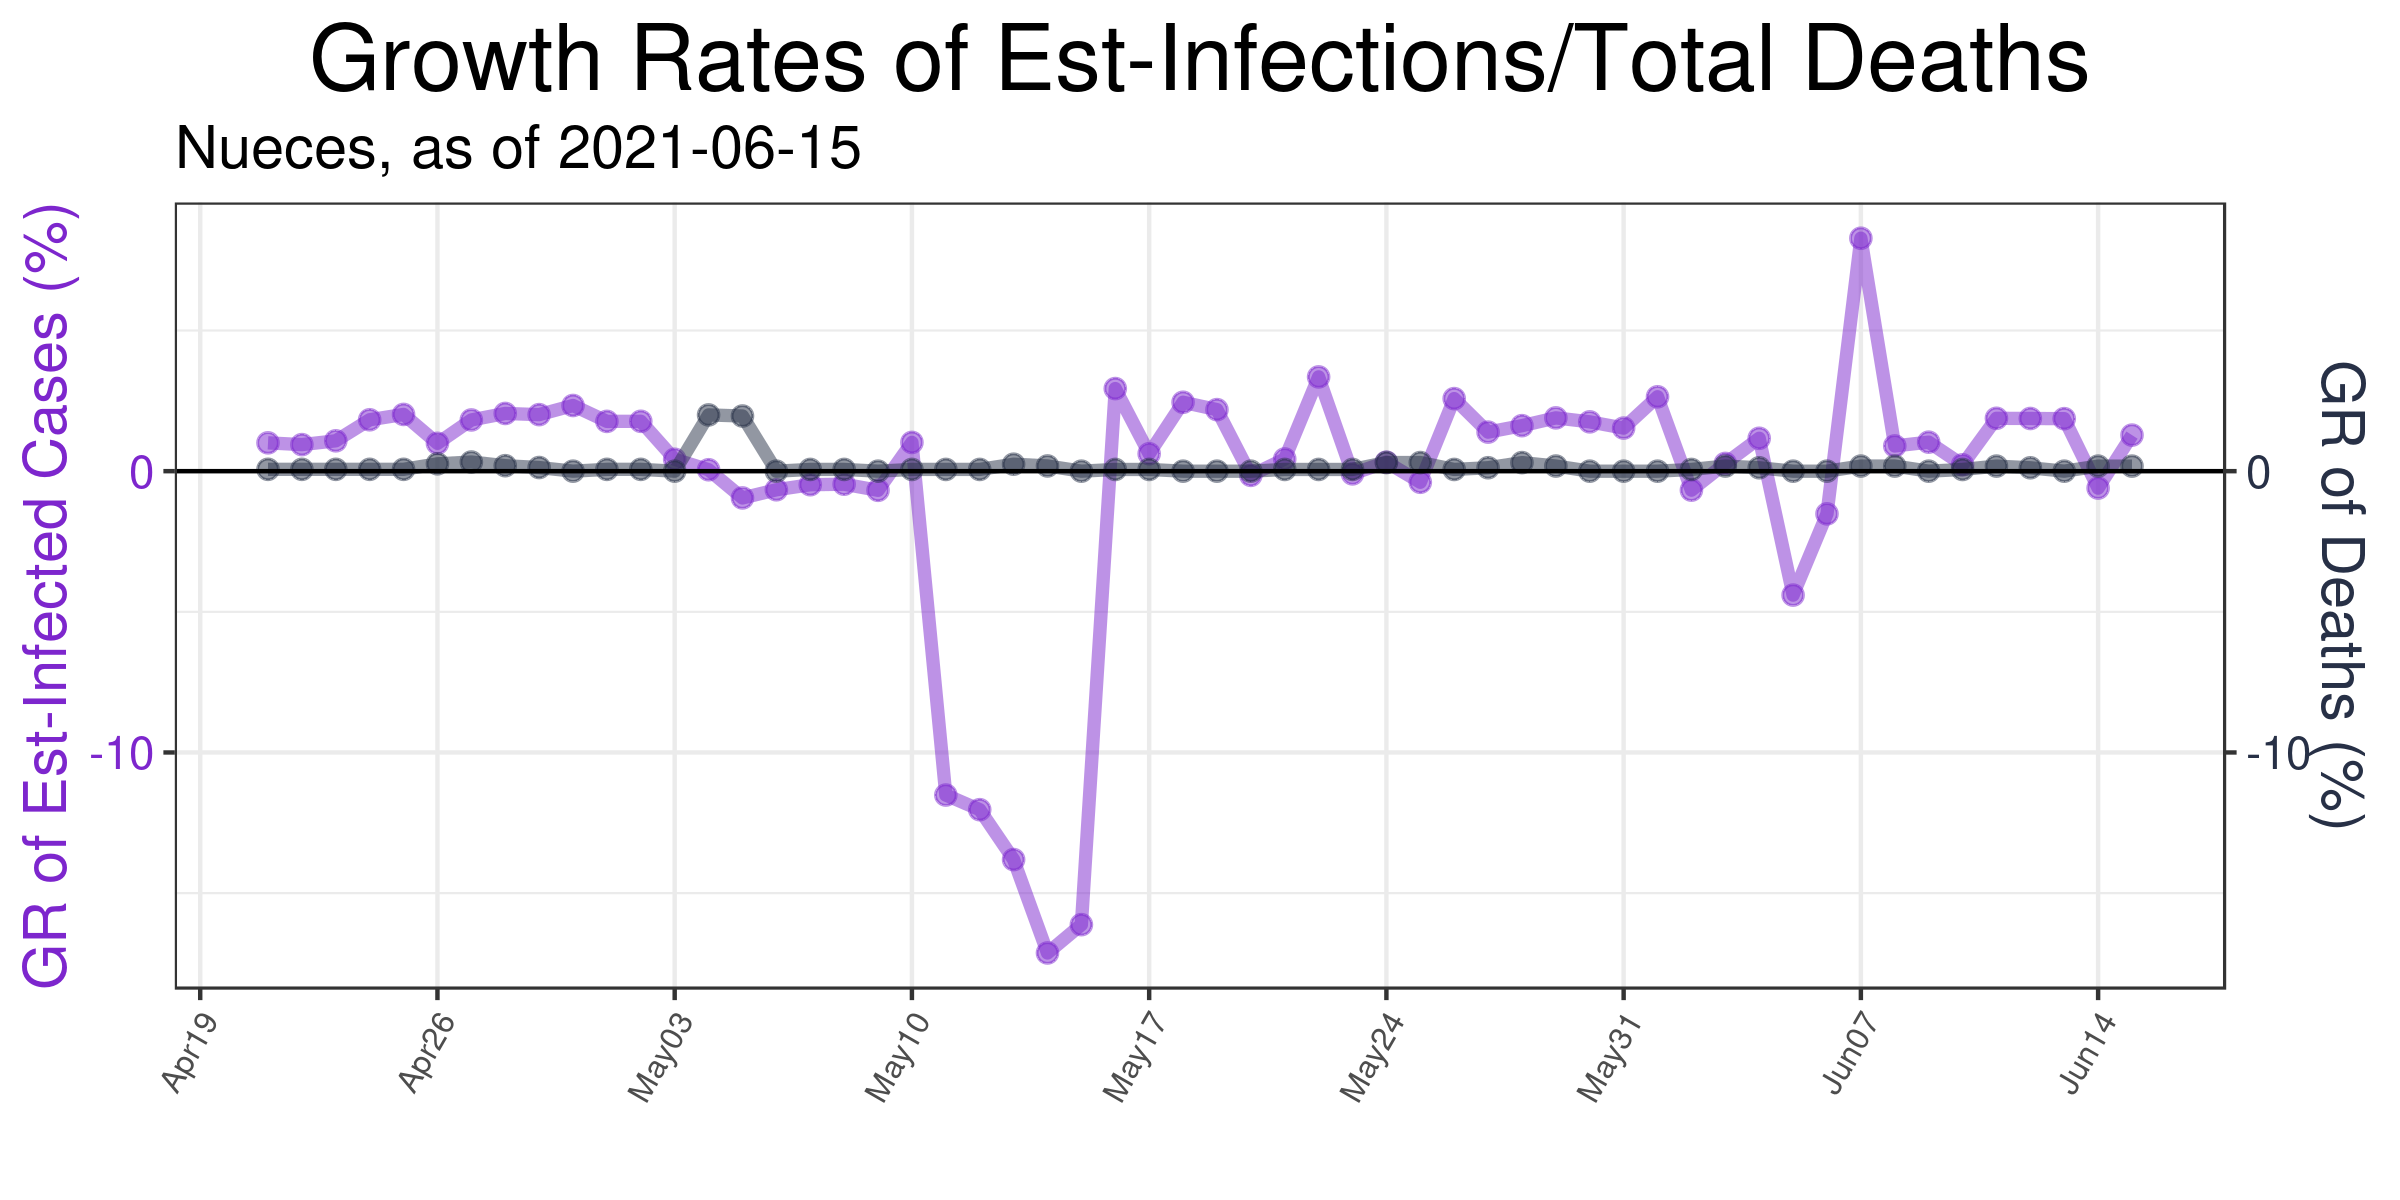 Growth Rates of Est-Infections/Total Deaths
Nueces, as of 2021-06-15
GR of Est-Infected Cases (%)
0
-10
0
-10
GR of Deaths (%)
Apr19
Apr26
May03
May10
May17
May24
May31
Jun07
Jun14